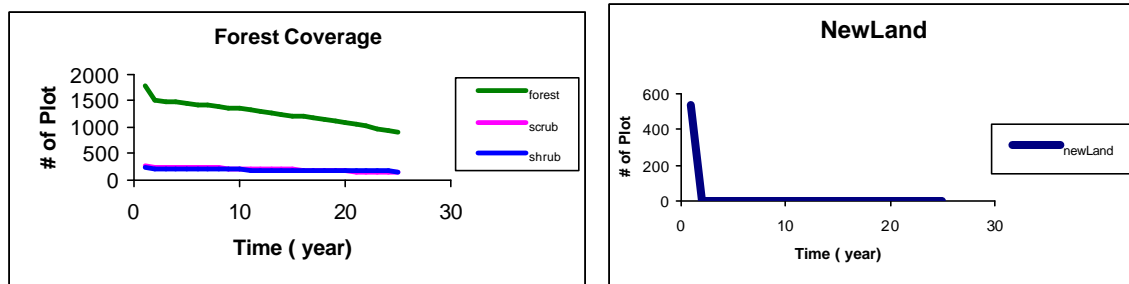 Forest Coverage
# of Plot
2000
1500
1000
500
0
0
10
20
30
Time ( year)
forest
scrub
shrub
NewLand
# of Plot
600
400
200
0
0
10
20
30
Time ( year)
newLand